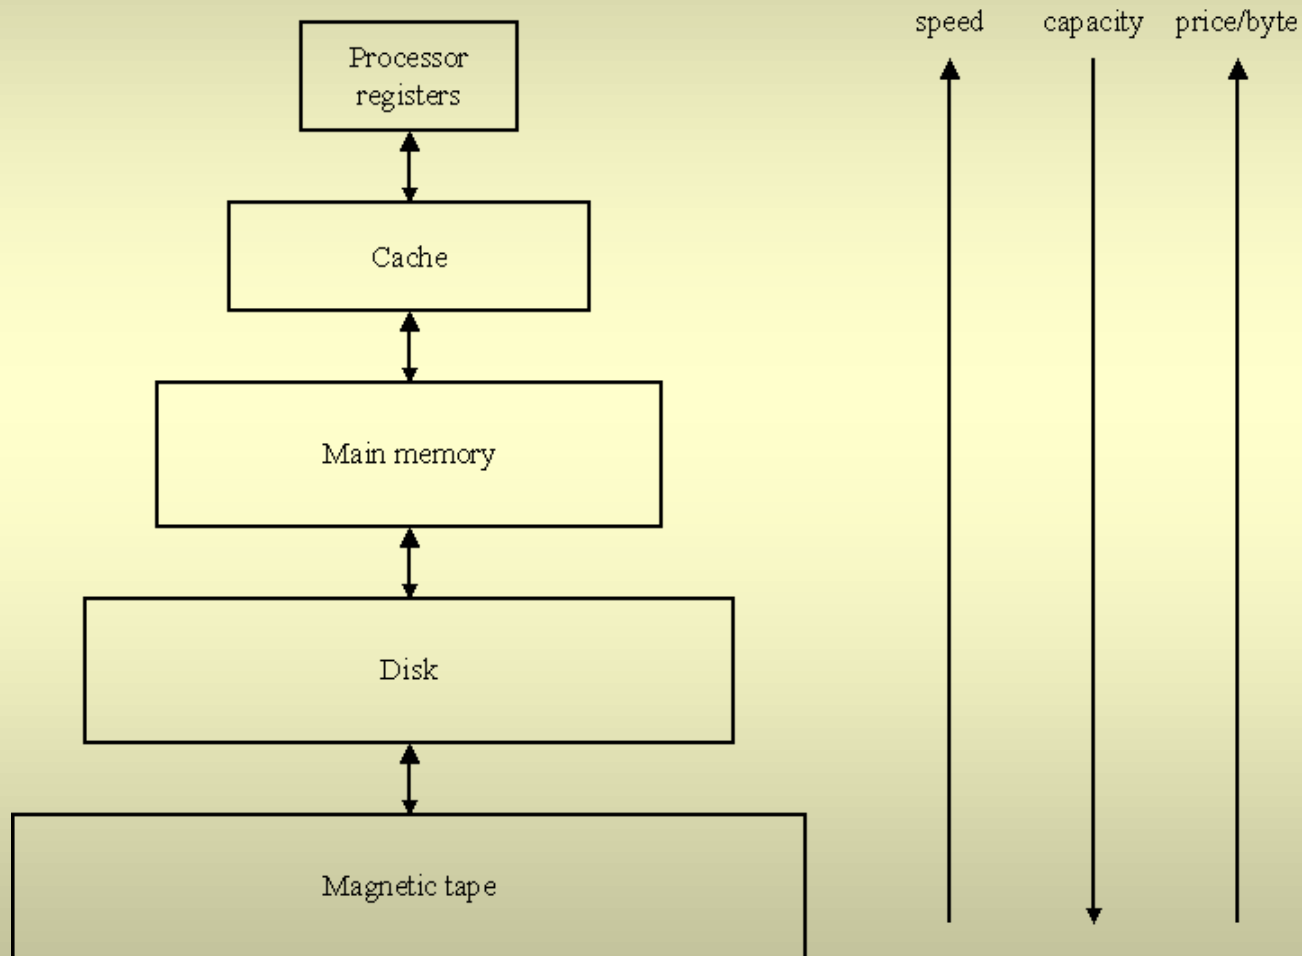 speed
capacity
price/byte
Processor
registers
Cache
Main memory
Disk
Magnetic tape